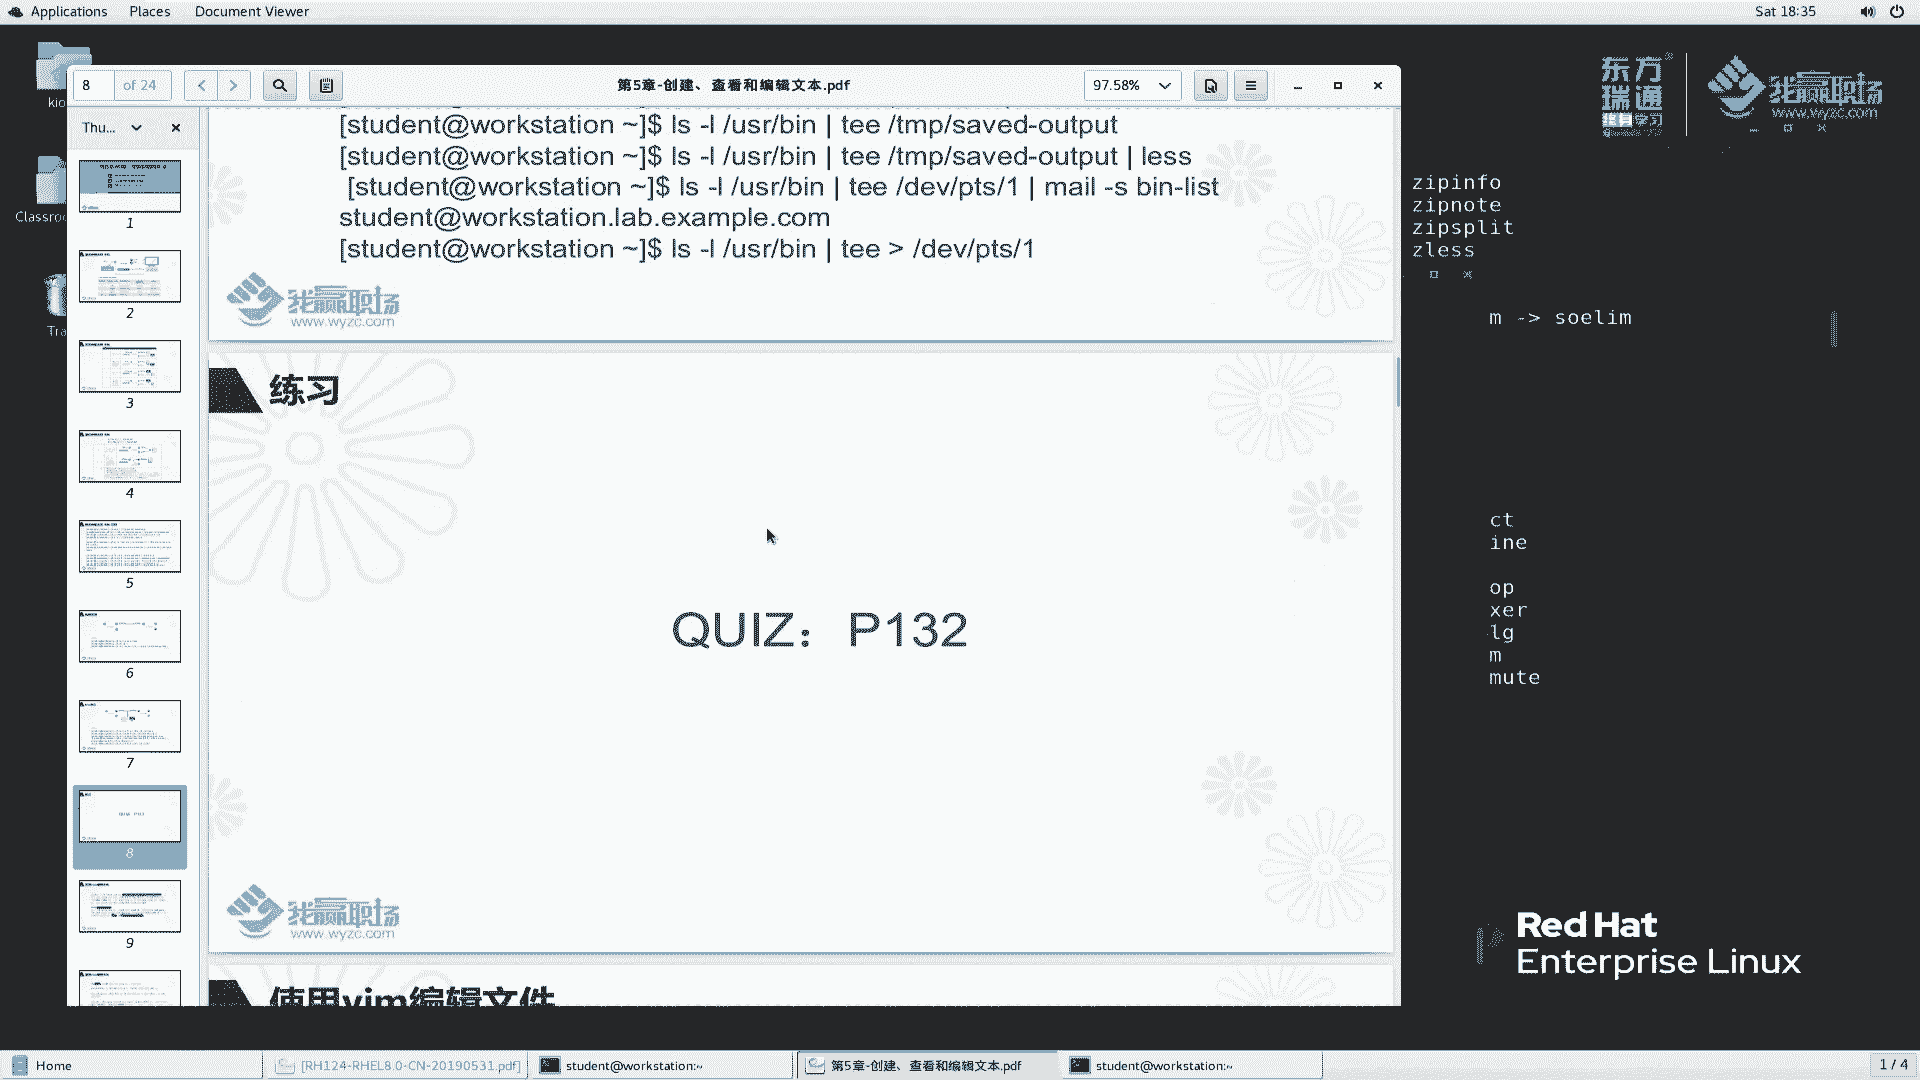 Applications Places Document Viewer Sat 18:35
8 of 24 第5章-创建、查看和编辑文本.pdf 97.58%
Thu...
1
2
3
4
5
6
7
8
9
[student@workstation ~]$ ls -l /usr/bin | tee /tmp/saved-output
[student@workstation ~]$ ls -l /usr/bin | tee /tmp/saved-output | less
[student@workstation ~]$ ls -l /usr/bin | tee /dev/pts/1 | mail -s bin-list
student@workstation.lab.example.com
[student@workstation ~]$ ls -l /usr/bin | tee > /dev/pts/1
我赢职场
www.wyzc.com
练习
QUIZ： P132
我赢职场
www.wyzc.com
使用vim编辑文件
kio
Classroo
Tra
东方
瑞通
终身学习
我赢职场
www.wyzc.com
zipinfo
zipnote
zipsplit
zless
m -> soelim
ct
ine
op
xer
lg
m
mute
Red Hat
Enterprise Linux
Home [RH124-RHEL8.0-CN-20190531.pdf] student@workstation:~ 第5章-创建、查看和编辑文本.pdf student@workstation:~ 1 / 4